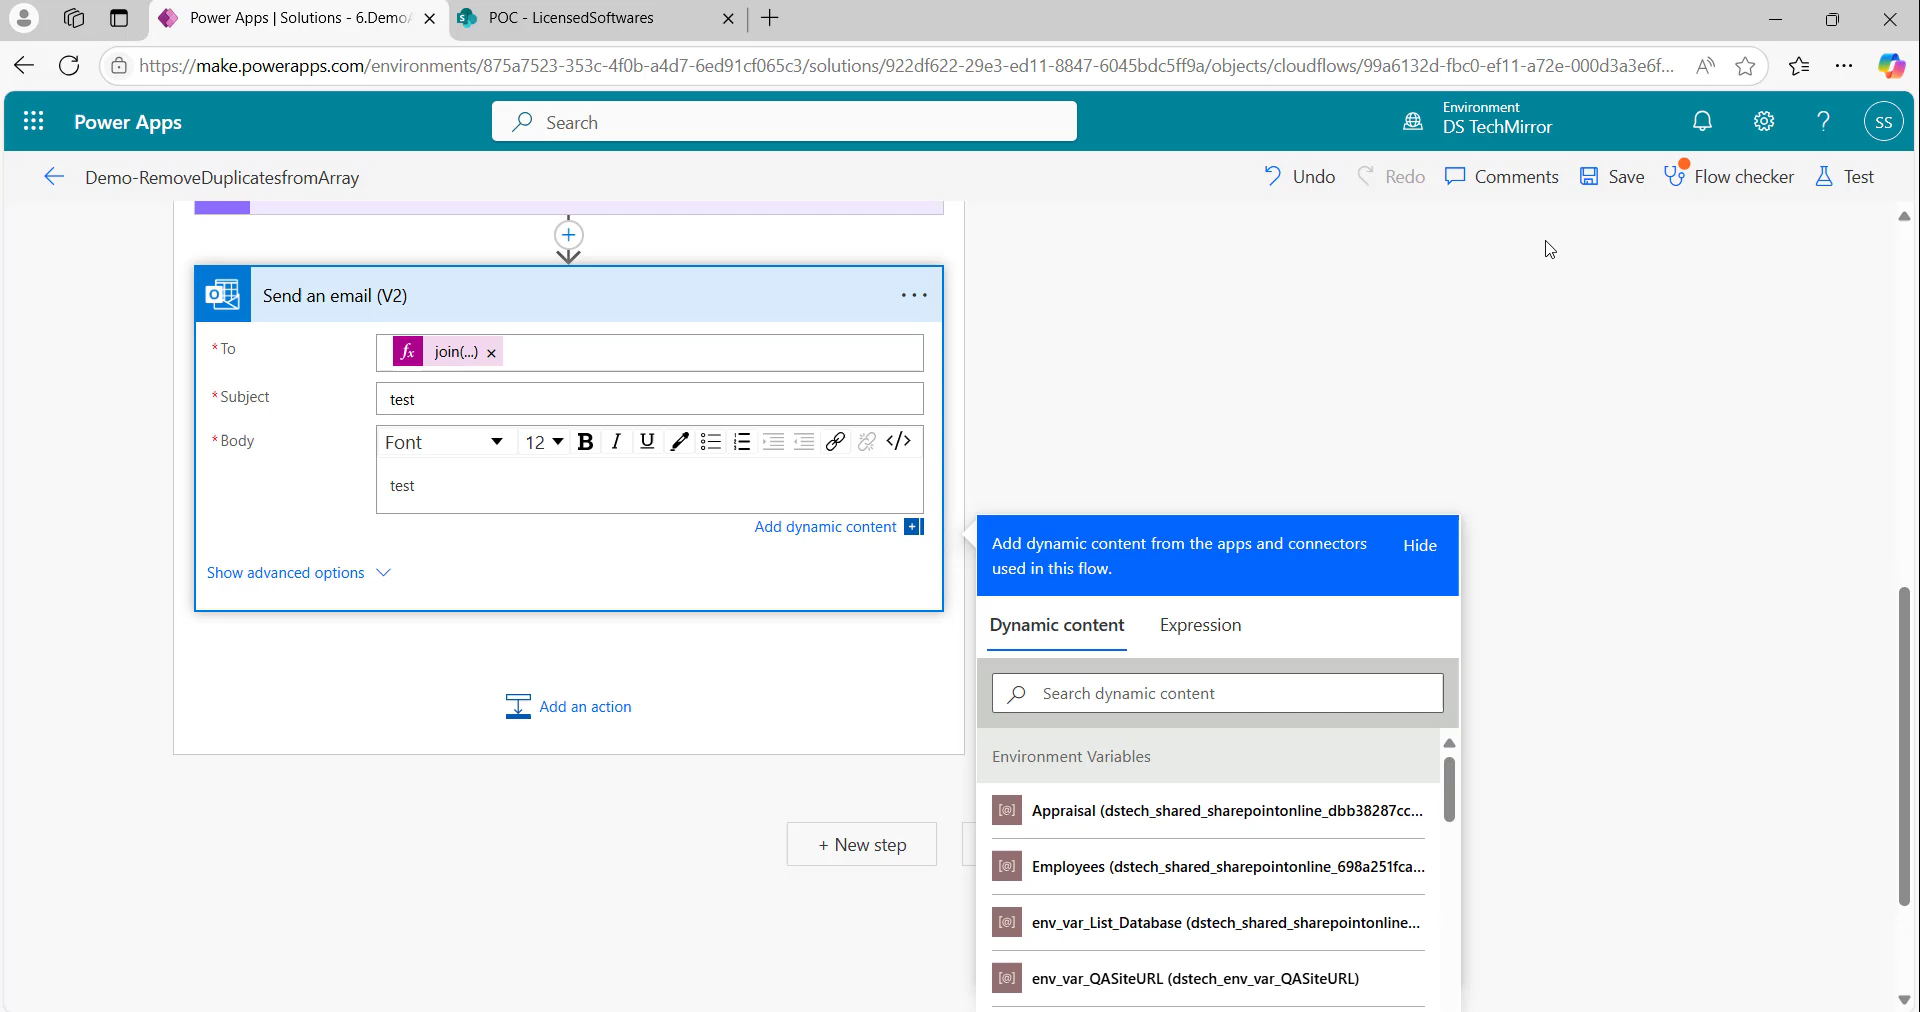 Power Apps | Solutions - 6.Demo
POC - LicensedSoftwares
https://make.powerapps.com/environments/875a7523-353c-4f0b-a4d7-6ed91cf065c3/solutions/922df622-29e3-ed11-8847-6045bdc5ff9a/objects/cloudflows/99a6132d-fbc0-ef11-a72e-000d3a3e6f...
Power Apps
Search
Environment
DS TechMirror
SS
Demo-RemoveDuplicatesfromArray
Undo
Redo
Comments
Save
Flow checker
Test
Send an email (V2)
* To
fx join(...) ×
* Subject
test
* Body
Font
12
B I U
</>
test
Add dynamic content
Show advanced options
Add an action
+ New step
Add dynamic content from the apps and connectors
used in this flow.
Hide
Dynamic content
Expression
Search dynamic content
Environment Variables
[@] Appraisal (dstech_shared_sharepointonline_dbb38287cc...
[@] Employees (dstech_shared_sharepointonline_698a251fca...
[@] env_var_List_Database (dstech_shared_sharepointonline...
[@] env_var_QASiteURL (dstech_env_var_QASiteURL)